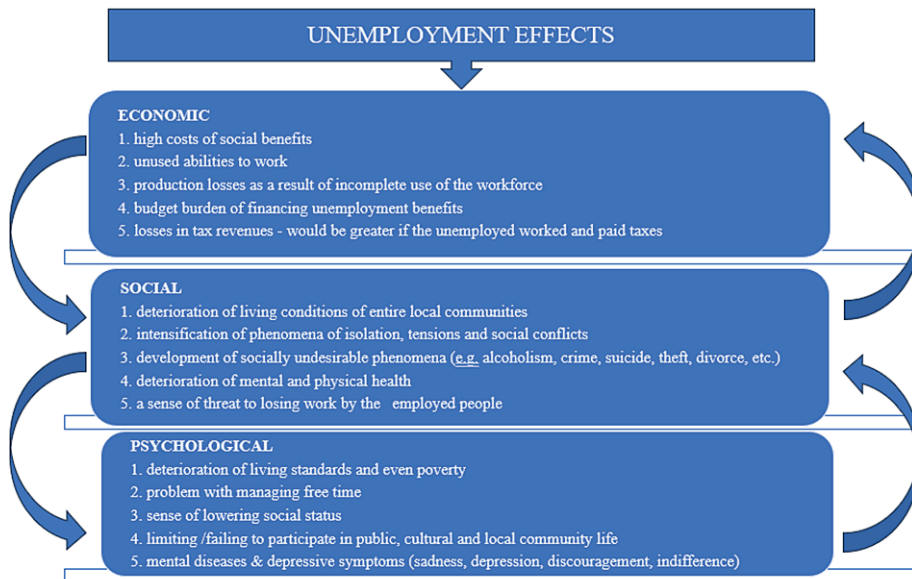 UNEMPLOYMENT EFFECTS
ECONOMIC
1. high costs of social benefits
2. unused abilities to work
3. production losses as a result of incomplete use of the workforce
4. budget burden of financing unemployment benefits
5. losses in tax revenues - would be greater if the unemployed worked and paid taxes
SOCIAL
1. deterioration of living conditions of entire local communities
2. intensification of phenomena of isolation, tensions and social conflicts
3. development of socially undesirable phenomena (e.g. alcoholism, crime, suicide, theft, divorce, etc.)
4. deterioration of mental and physical health
5. a sense of threat to losing work by the employed people
PSYCHOLOGICAL
1. deterioration of living standards and even poverty
2. problem with managing free time
3. sense of lowering social status
4. limiting /failing to participate in public, cultural and local community life
5. mental diseases & depressive symptoms (sadness, depression, discouragement, indifference)